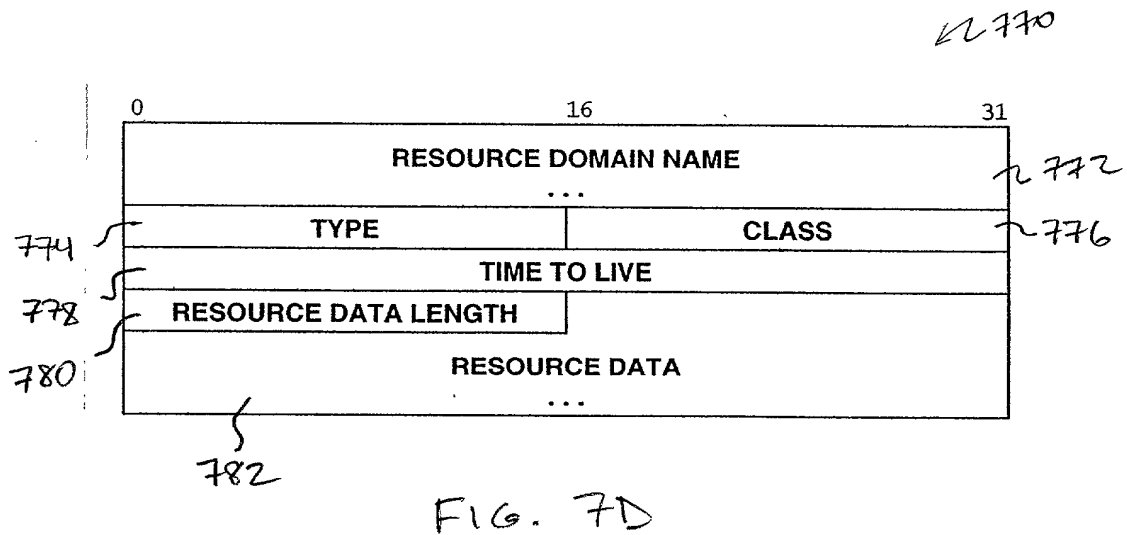 770
0 16 31
RESOURCE DOMAIN NAME
...
772
774 TYPE CLASS 776
TIME TO LIVE
778
RESOURCE DATA LENGTH
780
RESOURCE DATA
...
782
FIG. 7D